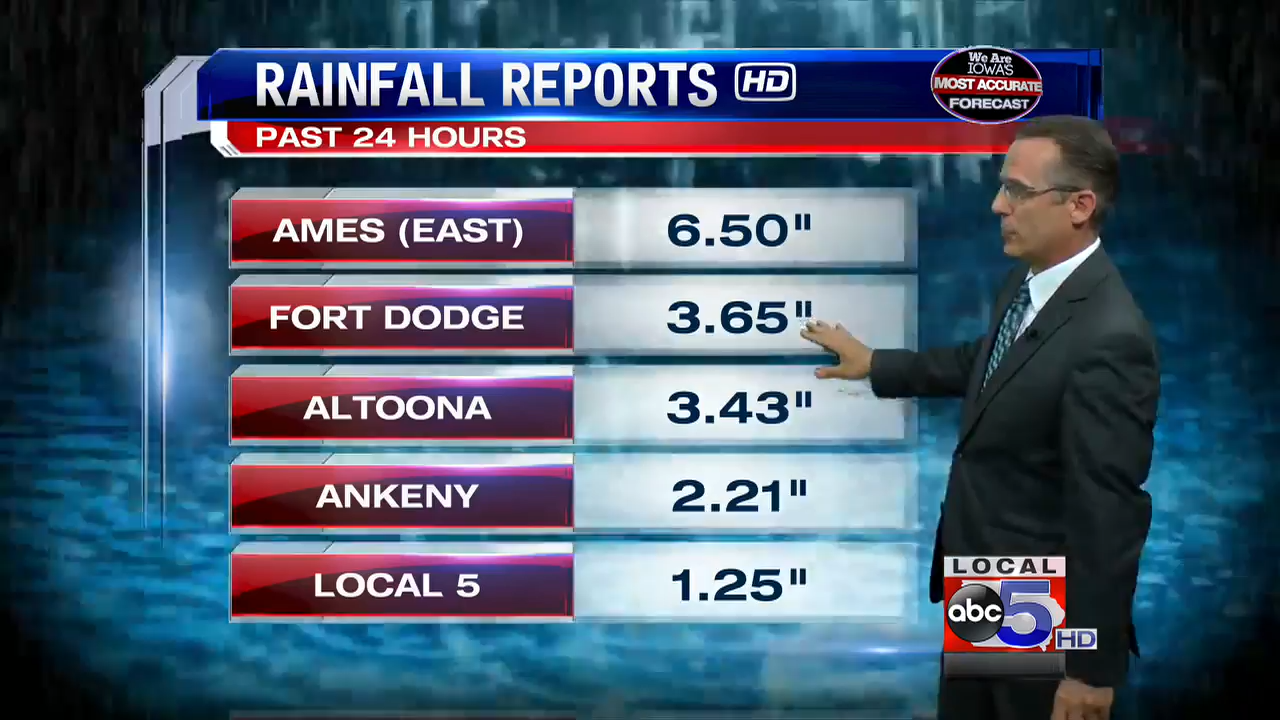 RAINFALL REPORTS HD
We Are
IOWA'S
MOST ACCURATE
FORECAST
PAST 24 HOURS
AMES (EAST) 6.50"
FORT DODGE 3.65"
ALTOONA 3.43"
ANKENY 2.21"
LOCAL 5 1.25"
LOCAL
abc 5 HD